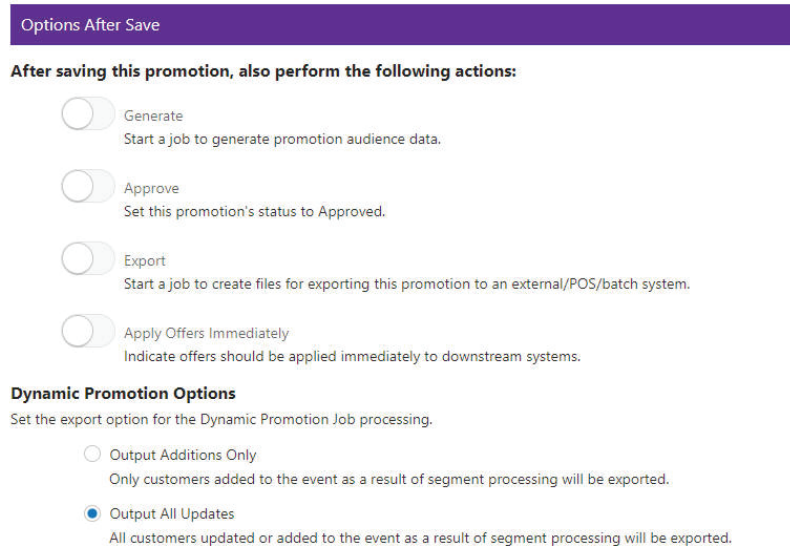 Options After Save
After saving this promotion, also perform the following actions:
Generate
Start a job to generate promotion audience data.
Approve
Set this promotion's status to Approved.
Export
Start a job to create files for exporting this promotion to an external/POS/batch system.
Apply Offers Immediately
Indicate offers should be applied immediately to downstream systems.
Dynamic Promotion Options
Set the export option for the Dynamic Promotion Job processing.
Output Additions Only
Only customers added to the event as a result of segment processing will be exported.
Output All Updates
All customers updated or added to the event as a result of segment processing will be exported.